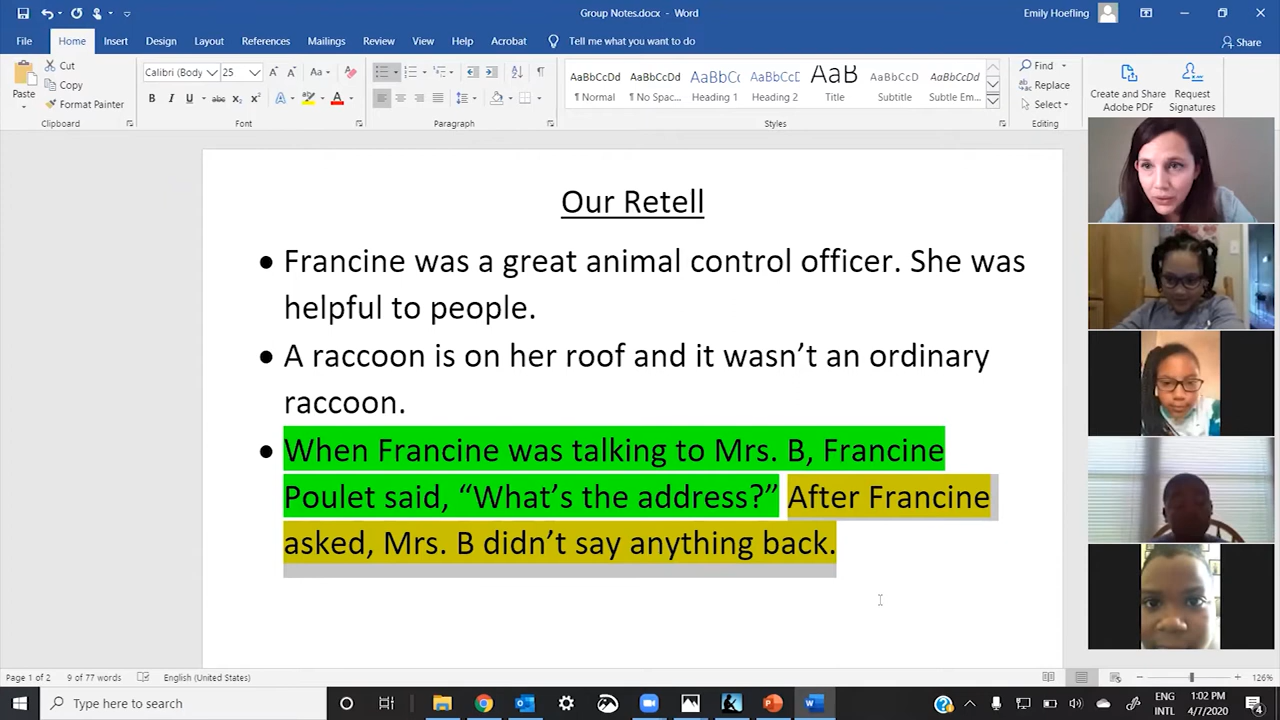 Group Notes.docx - Word
Emily Hoefling
File Home Insert Design Layout References Mailings Review View Help Acrobat Tell me what you want to do Share
Paste
Cut
Copy
Format Painter
Clipboard
Calibri (Body 25
Font
Paragraph
AaBbCcDd AaBbCcDd AaBbC( AaBbCcC AaB AaBbCcD AaBbCcDd
¶ Normal ¶ No Spac... Heading 1 Heading 2 Title Subtitle Subtle Em...
Styles
Find
Replace
Select
Editing
Create and Share Adobe PDF
Request Signatures
Adobe Acrobat
Our Retell
• Francine was a great animal control officer. She was
helpful to people.
• A raccoon is on her roof and it wasn’t an ordinary
raccoon.
• When Francine was talking to Mrs. B, Francine
Poulet said, “What’s the address?” After Francine
asked, Mrs. B didn’t say anything back.
Page 1 of 2 9 of 77 words English (United States) 126%
Type here to search
ENG
INTL
1:02 PM
4/7/2020